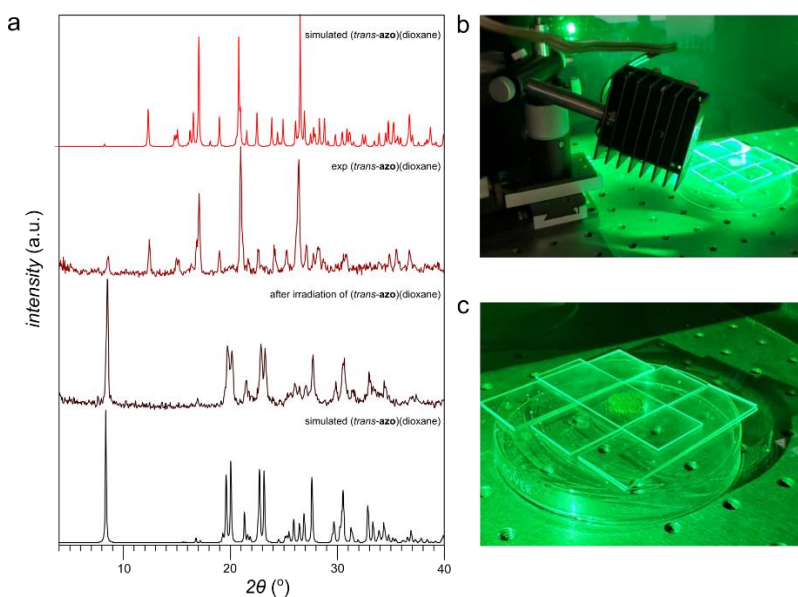 a
simulated (trans-azo)(dioxane)
exp (trans-azo)(dioxane)
after irradiation of (trans-azo)(dioxane)
simulated (trans-azo)(dioxane)
intensity (a.u.)
10 20 30 40
2θ (°)
b
c